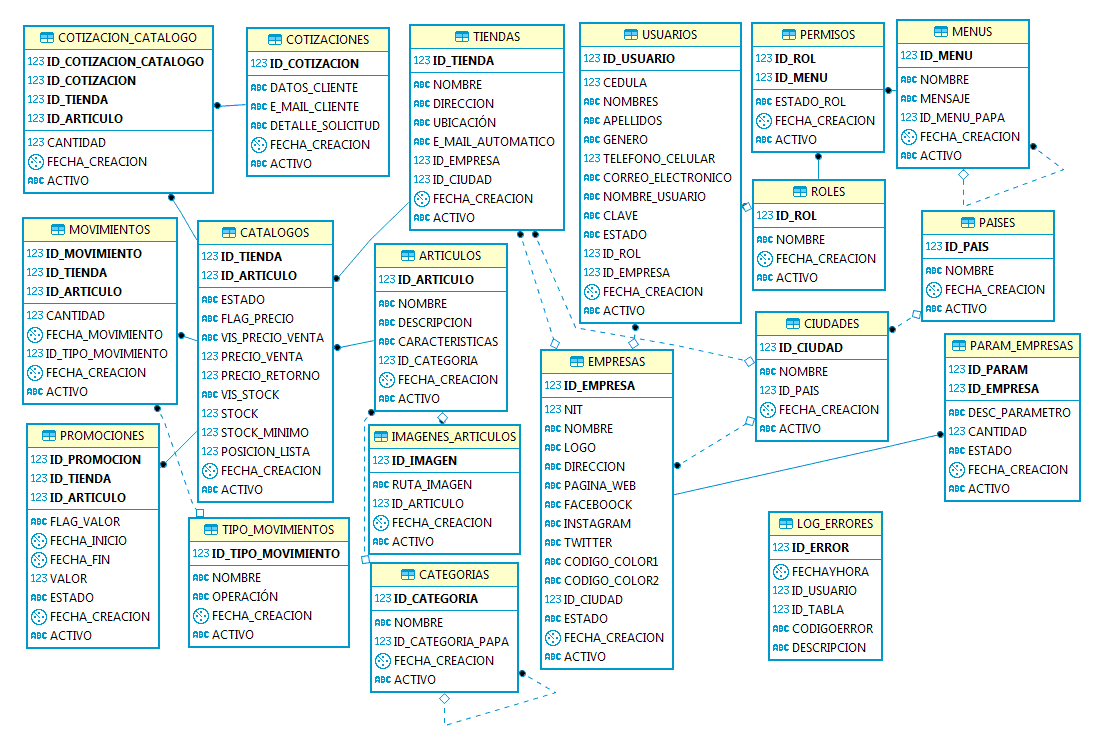 COTIZACION_CATALOGO
123 ID_COTIZACION_CATALOGO
123 ID_COTIZACION
123 ID_TIENDA
123 ID_ARTICULO
123 CANTIDAD
FECHA_CREACION
ABC ACTIVO
COTIZACIONES
123 ID_COTIZACION
ABC DATOS_CLIENTE
ABC E_MAIL_CLIENTE
ABC DETALLE_SOLICITUD
FECHA_CREACION
ABC ACTIVO
TIENDAS
123 ID_TIENDA
ABC NOMBRE
ABC DIRECCION
ABC UBICACIÓN
ABC E_MAIL_AUTOMATICO
123 ID_EMPRESA
123 ID_CIUDAD
FECHA_CREACION
ABC ACTIVO
USUARIOS
123 ID_USUARIO
123 CEDULA
ABC NOMBRES
ABC APELLIDOS
ABC GENERO
123 TELEFONO_CELULAR
ABC CORREO_ELECTRONICO
ABC NOMBRE_USUARIO
ABC CLAVE
ABC ESTADO
123 ID_ROL
123 ID_EMPRESA
FECHA_CREACION
ABC ACTIVO
PERMISOS
123 ID_ROL
123 ID_MENU
ABC ESTADO_ROL
FECHA_CREACION
ABC ACTIVO
MENUS
123 ID_MENU
ABC NOMBRE
ABC MENSAJE
123 ID_MENU_PAPA
FECHA_CREACION
ABC ACTIVO
ROLES
123 ID_ROL
ABC NOMBRE
FECHA_CREACION
ABC ACTIVO
PAISES
123 ID_PAIS
ABC NOMBRE
FECHA_CREACION
ABC ACTIVO
MOVIMIENTOS
123 ID_MOVIMIENTO
123 ID_TIENDA
123 ID_ARTICULO
123 CANTIDAD
FECHA_MOVIMIENTO
123 ID_TIPO_MOVIMIENTO
FECHA_CREACION
ABC ACTIVO
CATALOGOS
123 ID_TIENDA
123 ID_ARTICULO
ABC ESTADO
ABC FLAG_PRECIO
ABC VIS_PRECIO_VENTA
123 PRECIO_VENTA
123 PRECIO_RETORNO
ABC VIS_STOCK
123 STOCK
123 STOCK_MINIMO
123 POSICION_LISTA
FECHA_CREACION
ABC ACTIVO
ARTICULOS
123 ID_ARTICULO
ABC NOMBRE
ABC DESCRIPCION
ABC CARACTERISTICAS
123 ID_CATEGORIA
FECHA_CREACION
ABC ACTIVO
CIUDADES
123 ID_CIUDAD
ABC NOMBRE
123 ID_PAIS
FECHA_CREACION
ABC ACTIVO
PARAM_EMPRESAS
123 ID_PARAM
123 ID_EMPRESA
ABC DESC_PARAMETRO
123 CANTIDAD
ABC ESTADO
FECHA_CREACION
ABC ACTIVO
EMPRESAS
123 ID_EMPRESA
123 NIT
ABC NOMBRE
ABC LOGO
ABC DIRECCION
ABC PAGINA_WEB
ABC FACEBOOCK
ABC INSTAGRAM
ABC TWITTER
ABC CODIGO_COLOR1
ABC CODIGO_COLOR2
123 ID_CIUDAD
ABC ESTADO
FECHA_CREACION
ABC ACTIVO
PROMOCIONES
123 ID_PROMOCION
123 ID_TIENDA
123 ID_ARTICULO
ABC FLAG_VALOR
FECHA_INICIO
FECHA_FIN
123 VALOR
ABC ESTADO
FECHA_CREACION
ABC ACTIVO
IMAGENES_ARTICULOS
123 ID_IMAGEN
ABC RUTA_IMAGEN
123 ID_ARTICULO
FECHA_CREACION
ABC ACTIVO
TIPO_MOVIMIENTOS
123 ID_TIPO_MOVIMIENTO
ABC NOMBRE
ABC OPERACIÓN
FECHA_CREACION
ABC ACTIVO
CATEGORIAS
123 ID_CATEGORIA
ABC NOMBRE
123 ID_CATEGORIA_PAPA
FECHA_CREACION
ABC ACTIVO
LOG_ERRORES
123 ID_ERROR
FECHAYHORA
123 ID_USUARIO
123 ID_TABLA
ABC CODIGOERROR
ABC DESCRIPCION